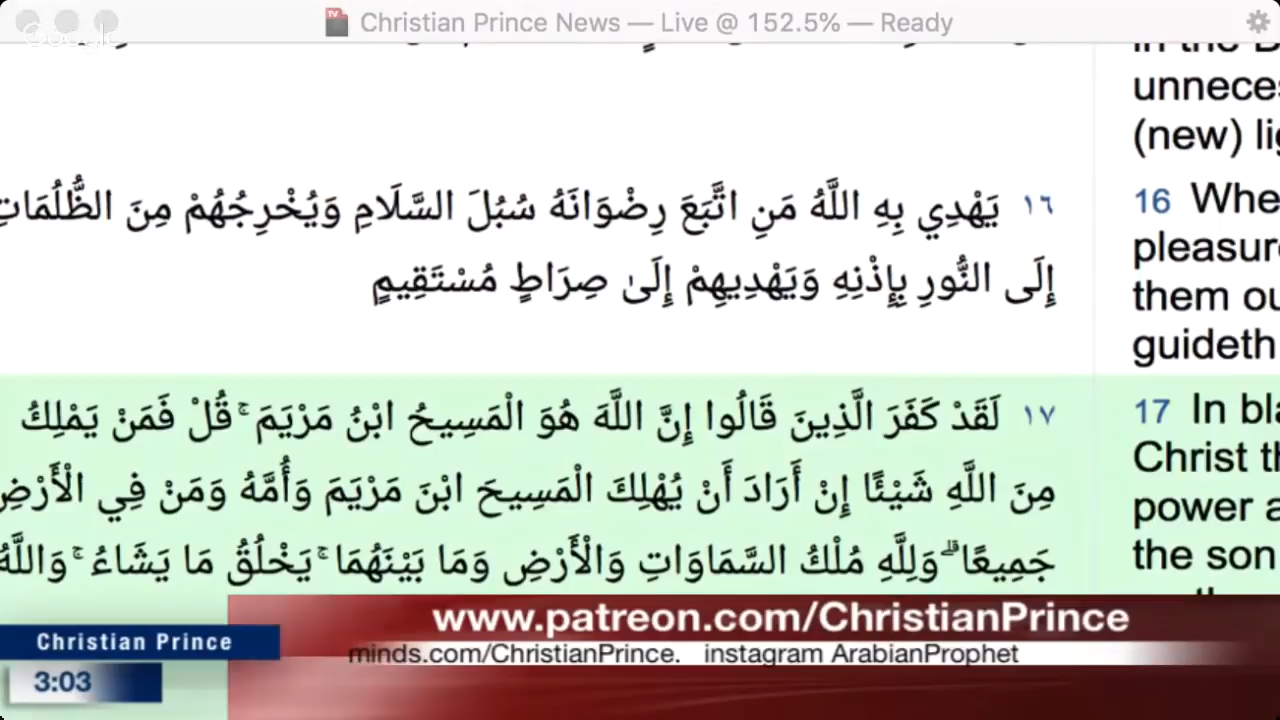 Christian Prince News — Live @ 152.5% — Ready
Google
unneces
(new) lig
١٦ يَهْدِي بِهِ اللَّهُ مَنِ اتَّبَعَ رِضْوَانَهُ سُبُلَ السَّلَامِ وَيُخْرِجُهُمْ مِنَ الظُّلُمَاتِ
إِلَى النُّورِ بِإِذْنِهِ وَيَهْدِيهِمْ إِلَىٰ صِرَاطٍ مُسْتَقِيمٍ
16 Whe
pleasure
them ou
guideth
١٧ لَقَدْ كَفَرَ الَّذِينَ قَالُوا إِنَّ اللَّهَ هُوَ الْمَسِيحُ ابْنُ مَرْيَمَ ۚ قُلْ فَمَنْ يَمْلِكُ
مِنَ اللَّهِ شَيْئًا إِنْ أَرَادَ أَنْ يُهْلِكَ الْمَسِيحَ ابْنَ مَرْيَمَ وَأُمَّهُ وَمَنْ فِي الْأَرْضِ
جَمِيعًا ۗ وَلِلَّهِ مُلْكُ السَّمَاوَاتِ وَالْأَرْضِ وَمَا بَيْنَهُمَا ۚ يَخْلُقُ مَا يَشَاءُ ۚ وَاللَّهُ
17 In bla
Christ th
power a
the son
www.patreon.com/ChristianPrince
Christian Prince
minds.com/ChristianPrince. instagram ArabianProphet
3:03